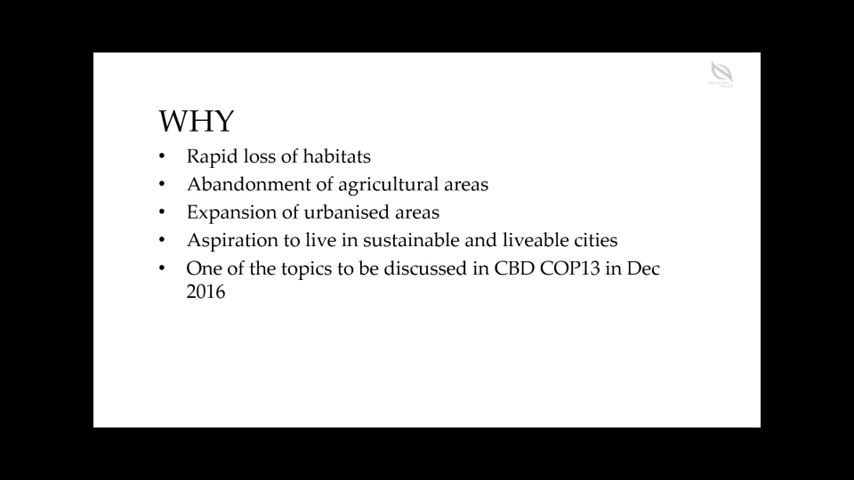 WHY
• Rapid loss of habitats
• Abandonment of agricultural areas
• Expansion of urbanised areas
• Aspiration to live in sustainable and liveable cities
• One of the topics to be discussed in CBD COP13 in Dec
2016